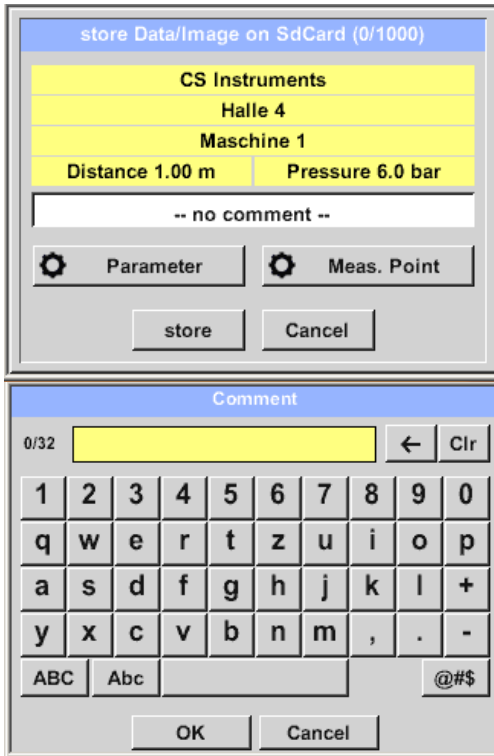 store Data/Image on SdCard (0/1000)
CS Instruments
Halle 4
Maschine 1
Distance 1.00 m Pressure 6.0 bar
-- no comment --
Parameter Meas. Point
store Cancel
Comment
0/32 ← Clr
1 2 3 4 5 6 7 8 9 0
q w e r t z u i o p
a s d f g h j k l +
y x c v b n m , . -
ABC Abc @#$
OK Cancel